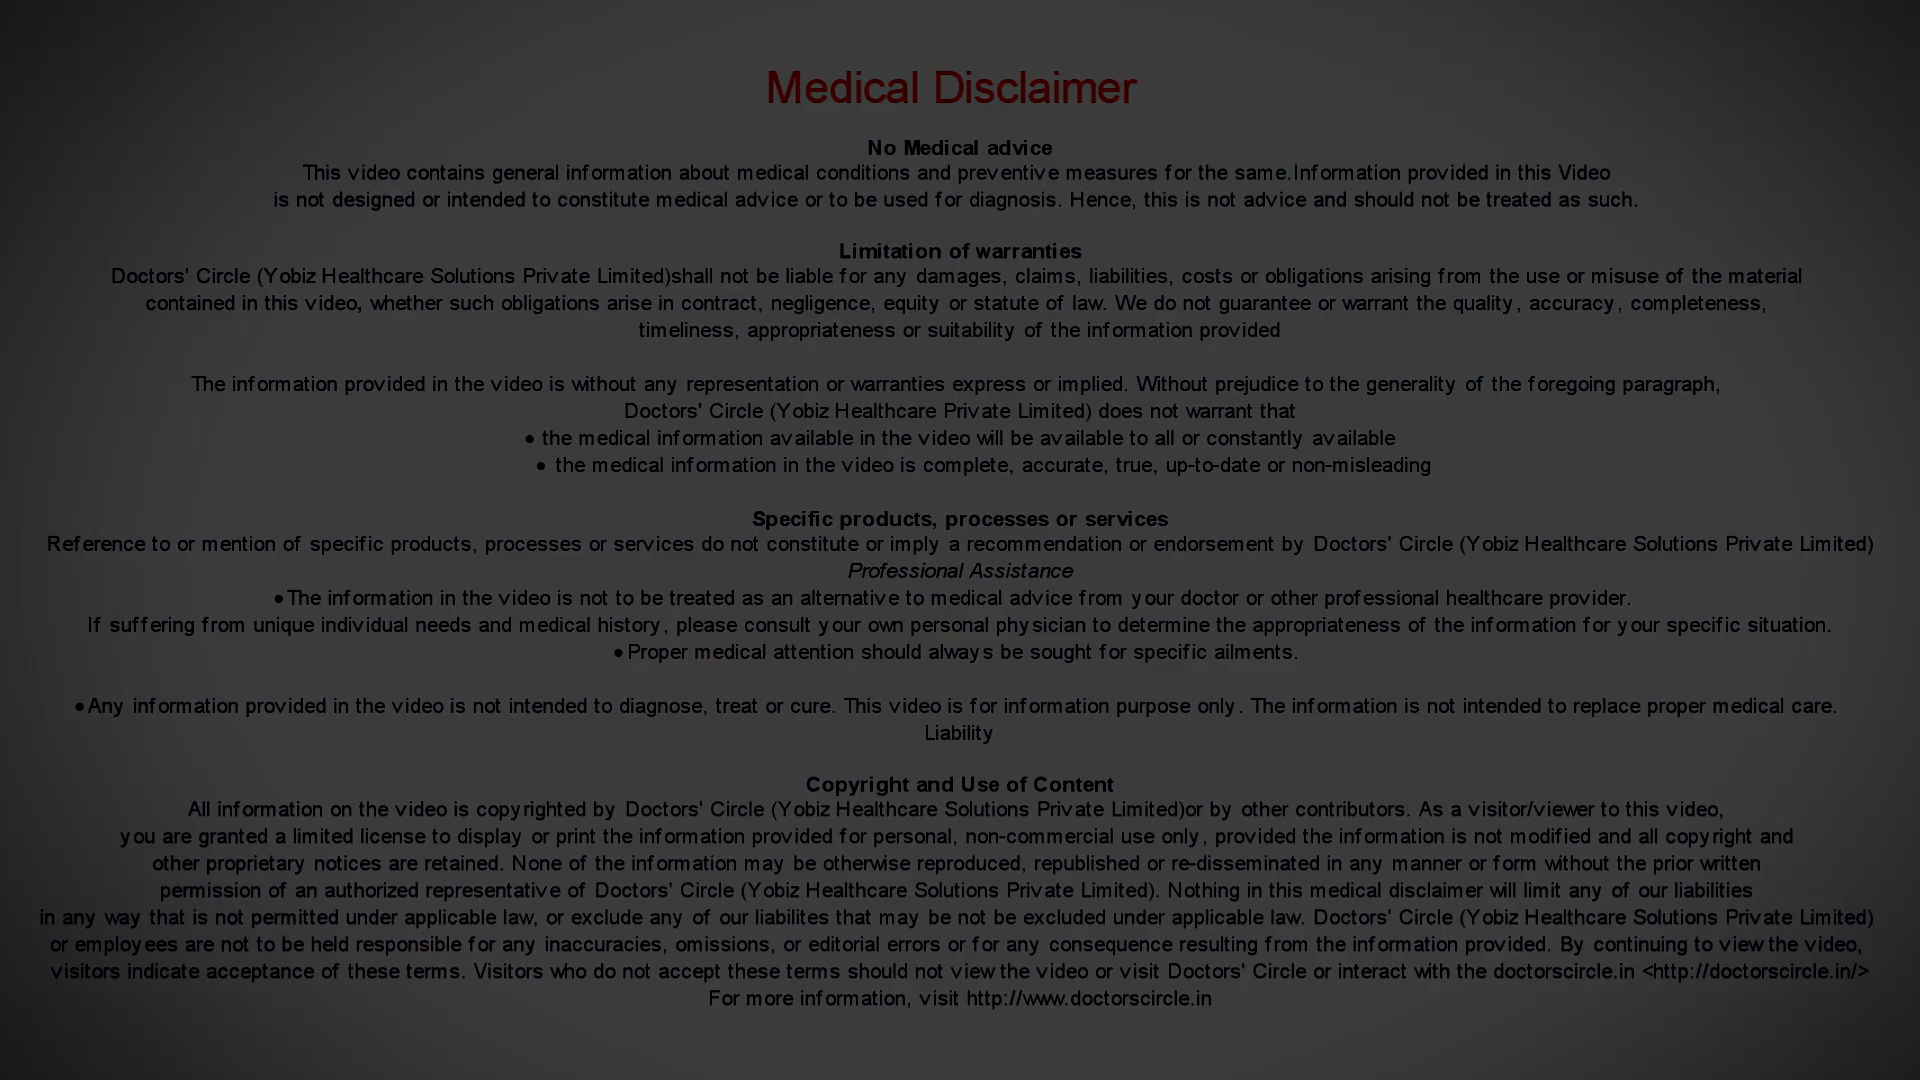 Medical Disclaimer
No Medical advice
This video contains general information about medical conditions and preventive measures for the same.Information provided in this Video
is not designed or intended to constitute medical advice or to be used for diagnosis. Hence, this is not advice and should not be treated as such.
Limitation of warranties
Doctors' Circle (Yobiz Healthcare Solutions Private Limited)shall not be liable for any damages, claims, liabilities, costs or obligations arising from the use or misuse of the material
contained in this video, whether such obligations arise in contract, negligence, equity or statute of law. We do not guarantee or warrant the quality, accuracy, completeness,
timeliness, appropriateness or suitability of the information provided
The information provided in the video is without any representation or warranties express or implied. Without prejudice to the generality of the foregoing paragraph,
Doctors' Circle (Yobiz Healthcare Private Limited) does not warrant that
● the medical information available in the video will be available to all or constantly available
● the medical information in the video is complete, accurate, true, up-to-date or non-misleading
Specific products, processes or services
Reference to or mention of specific products, processes or services do not constitute or imply a recommendation or endorsement by Doctors' Circle (Yobiz Healthcare Solutions Private Limited)
Professional Assistance
●The information in the video is not to be treated as an alternative to medical advice from your doctor or other professional healthcare provider.
If suffering from unique individual needs and medical history, please consult your own personal physician to determine the appropriateness of the information for your specific situation.
●Proper medical attention should always be sought for specific ailments.
●Any information provided in the video is not intended to diagnose, treat or cure. This video is for information purpose only. The information is not intended to replace proper medical care.
Liability
Copyright and Use of Content
All information on the video is copyrighted by Doctors' Circle (Yobiz Healthcare Solutions Private Limited)or by other contributors. As a visitor/viewer to this video,
you are granted a limited license to display or print the information provided for personal, non-commercial use only, provided the information is not modified and all copyright and
other proprietary notices are retained. None of the information may be otherwise reproduced, republished or re-disseminated in any manner or form without the prior written
permission of an authorized representative of Doctors' Circle (Yobiz Healthcare Solutions Private Limited). Nothing in this medical disclaimer will limit any of our liabilities
in any way that is not permitted under applicable law, or exclude any of our liabilites that may be not be excluded under applicable law. Doctors' Circle (Yobiz Healthcare Solutions Private Limited)
or employees are not to be held responsible for any inaccuracies, omissions, or editorial errors or for any consequence resulting from the information provided. By continuing to view the video,
visitors indicate acceptance of these terms. Visitors who do not accept these terms should not view the video or visit Doctors' Circle or interact with the doctorscircle.in <http://doctorscircle.in/>
For more information, visit http://www.doctorscircle.in